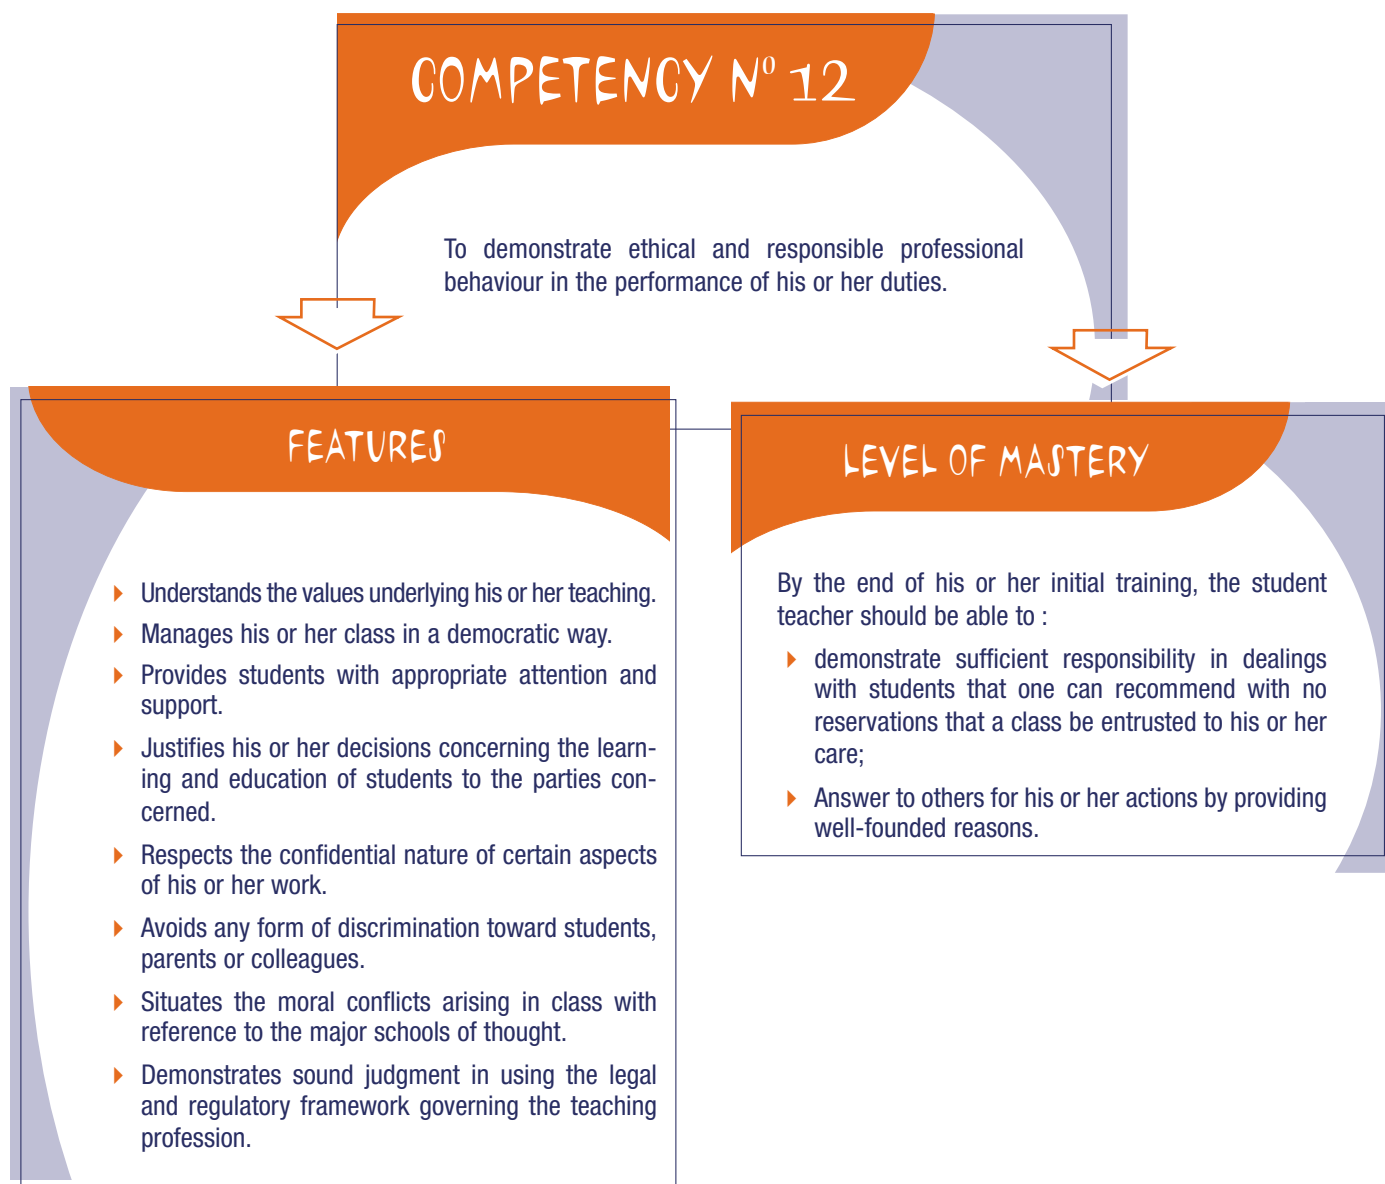 COMPETENCY Nº 12
To demonstrate ethical and responsible professional
behaviour in the performance of his or her duties.
FEATURES
Understands the values underlying his or her teaching.
Manages his or her class in a democratic way.
Provides students with appropriate attention and
support.
Justifies his or her decisions concerning the learn-
ing and education of students to the parties con-
cerned.
Respects the confidential nature of certain aspects
of his or her work.
Avoids any form of discrimination toward students,
parents or colleagues.
Situates the moral conflicts arising in class with
reference to the major schools of thought.
Demonstrates sound judgment in using the legal
and regulatory framework governing the teaching
profession.
LEVEL OF MASTERY
By the end of his or her initial training, the student
teacher should be able to :
demonstrate sufficient responsibility in dealings
with students that one can recommend with no
reservations that a class be entrusted to his or her
care;
Answer to others for his or her actions by providing
well-founded reasons.